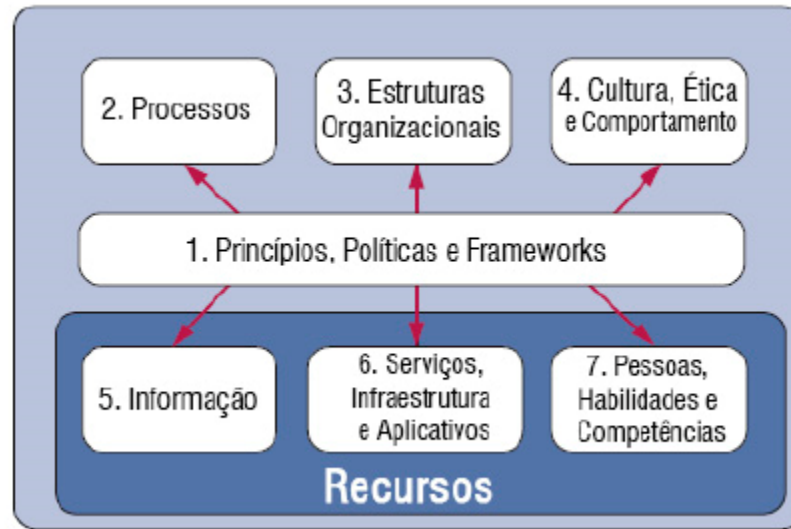 2. Processos
3. Estruturas
Organizacionais
4. Cultura, Ética
e Comportamento
1. Princípios, Políticas e Frameworks
5. Informação
6. Serviços,
Infraestrutura
e Aplicativos
7. Pessoas,
Habilidades e
Competências
Recursos